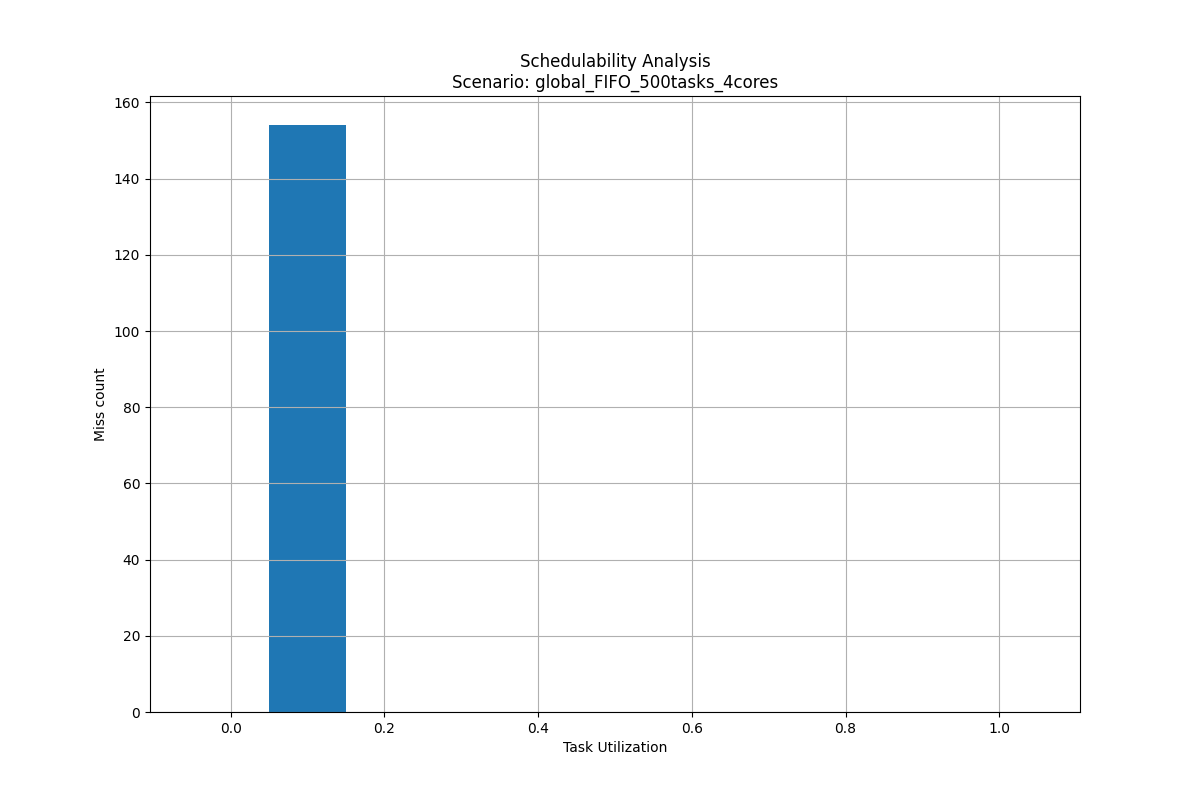 Schedulability Analysis
Scenario: global_FIFO_500tasks_4cores
160
140
120
100
80
60
40
20
0
Miss count
0.0 0.2 0.4 0.6 0.8 1.0
Task Utilization